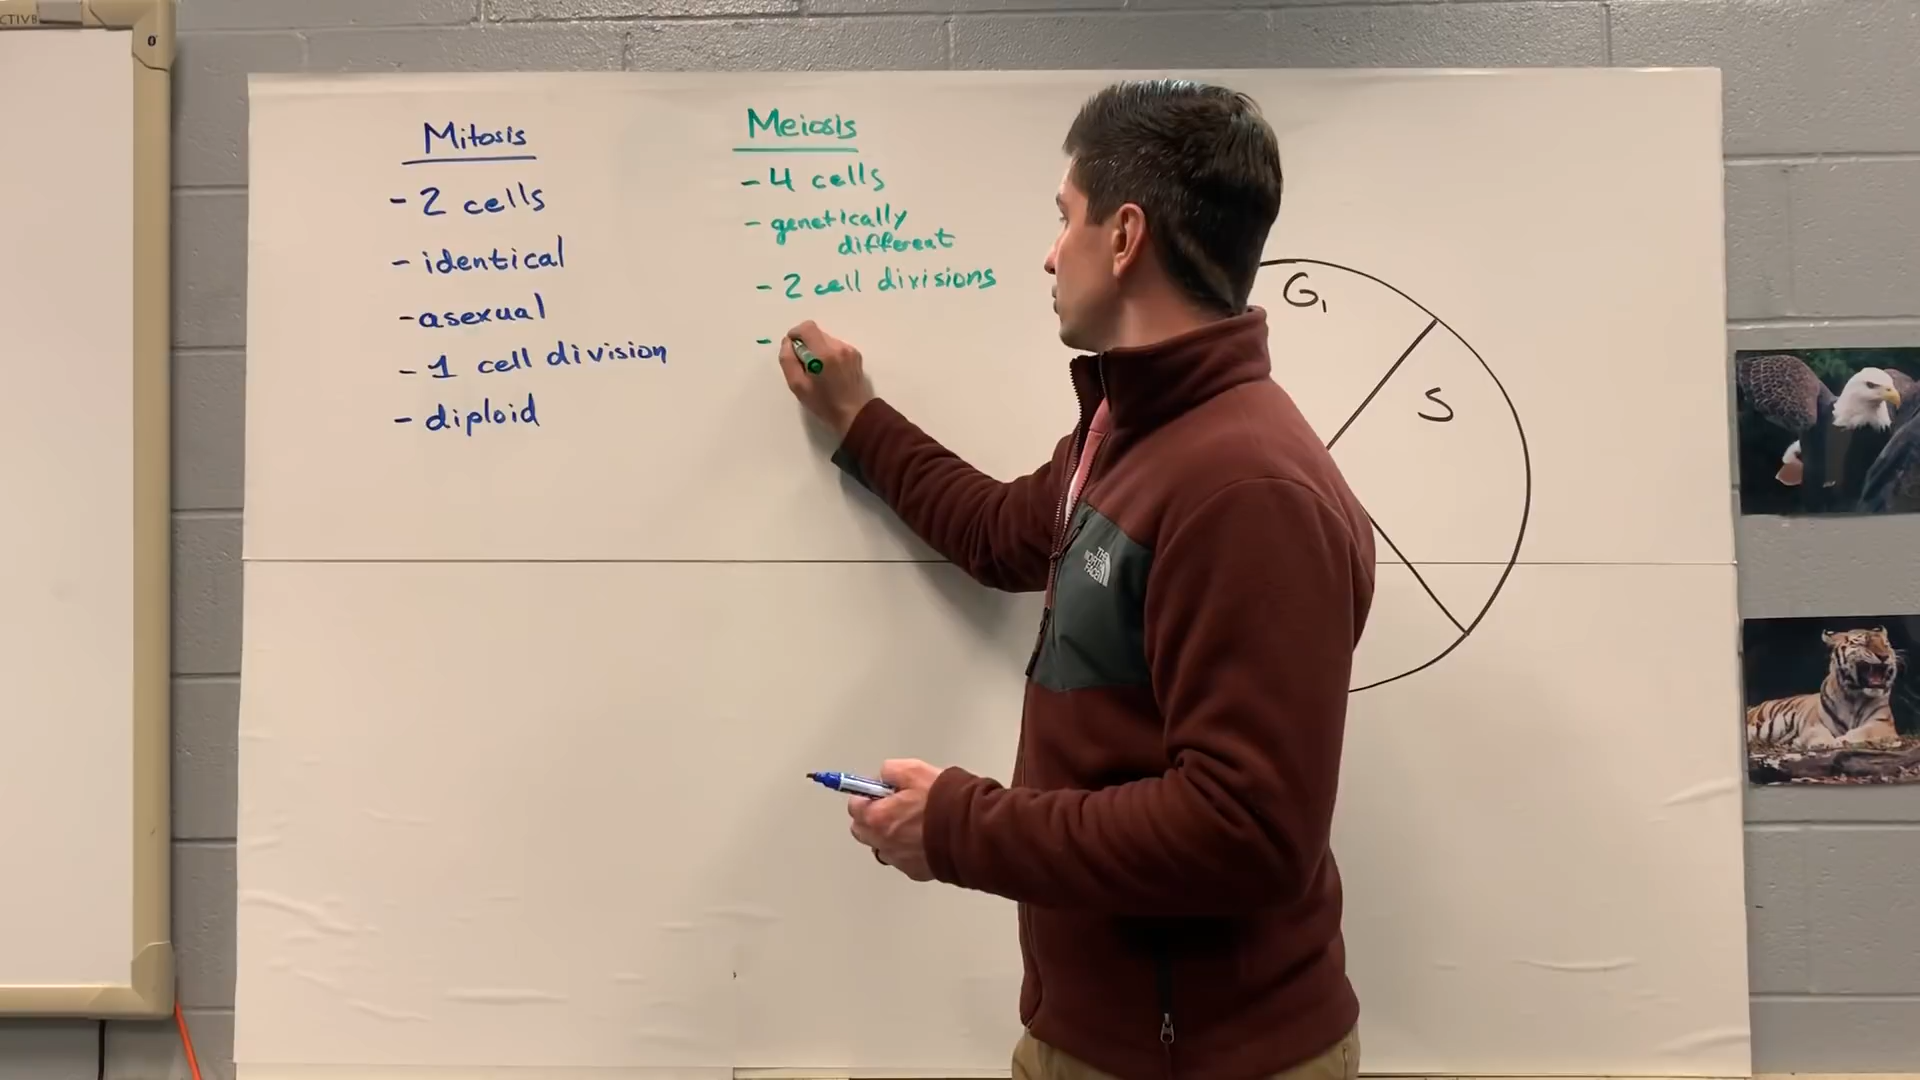 CTIVB
Mitosis
- 2 cells
- identical
- asexual
- 1 cell division
- diploid
Meiosis
- 4 cells
- genetically
different
- 2 cell divisions
-
G1
S
THE
NORTH
FACE